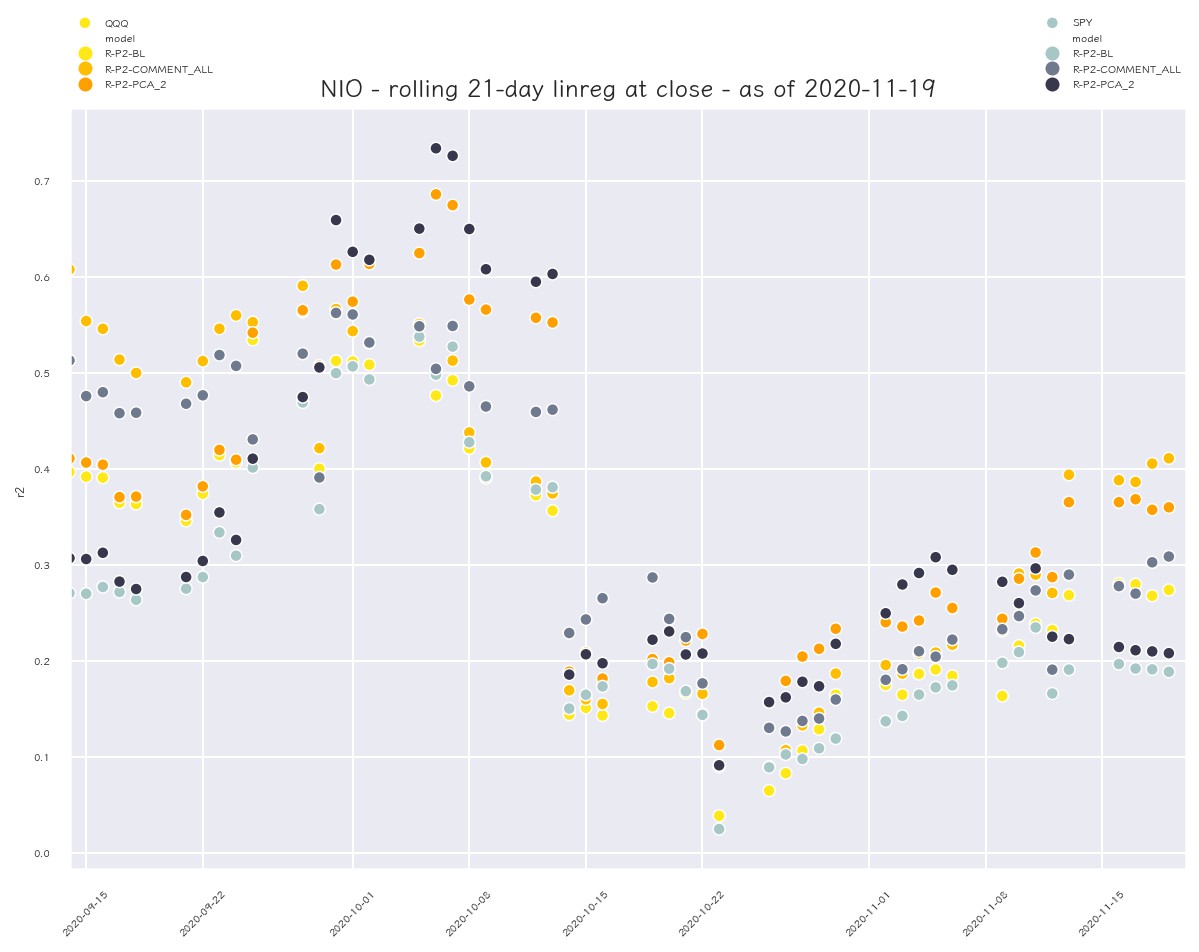 QQQ
model
R-P2-BL
R-P2-COMMENT_ALL
R-P2-PCA_2
SPY
model
R-P2-BL
R-P2-COMMENT_ALL
R-P2-PCA_2
NIO - rolling 21-day linreg at close - as of 2020-11-19
0.7
0.6
0.5
0.4
0.3
0.2
0.1
0.0
r2
2020-09-15
2020-09-22
2020-10-01
2020-10-08
2020-10-15
2020-10-22
2020-11-01
2020-11-08
2020-11-15